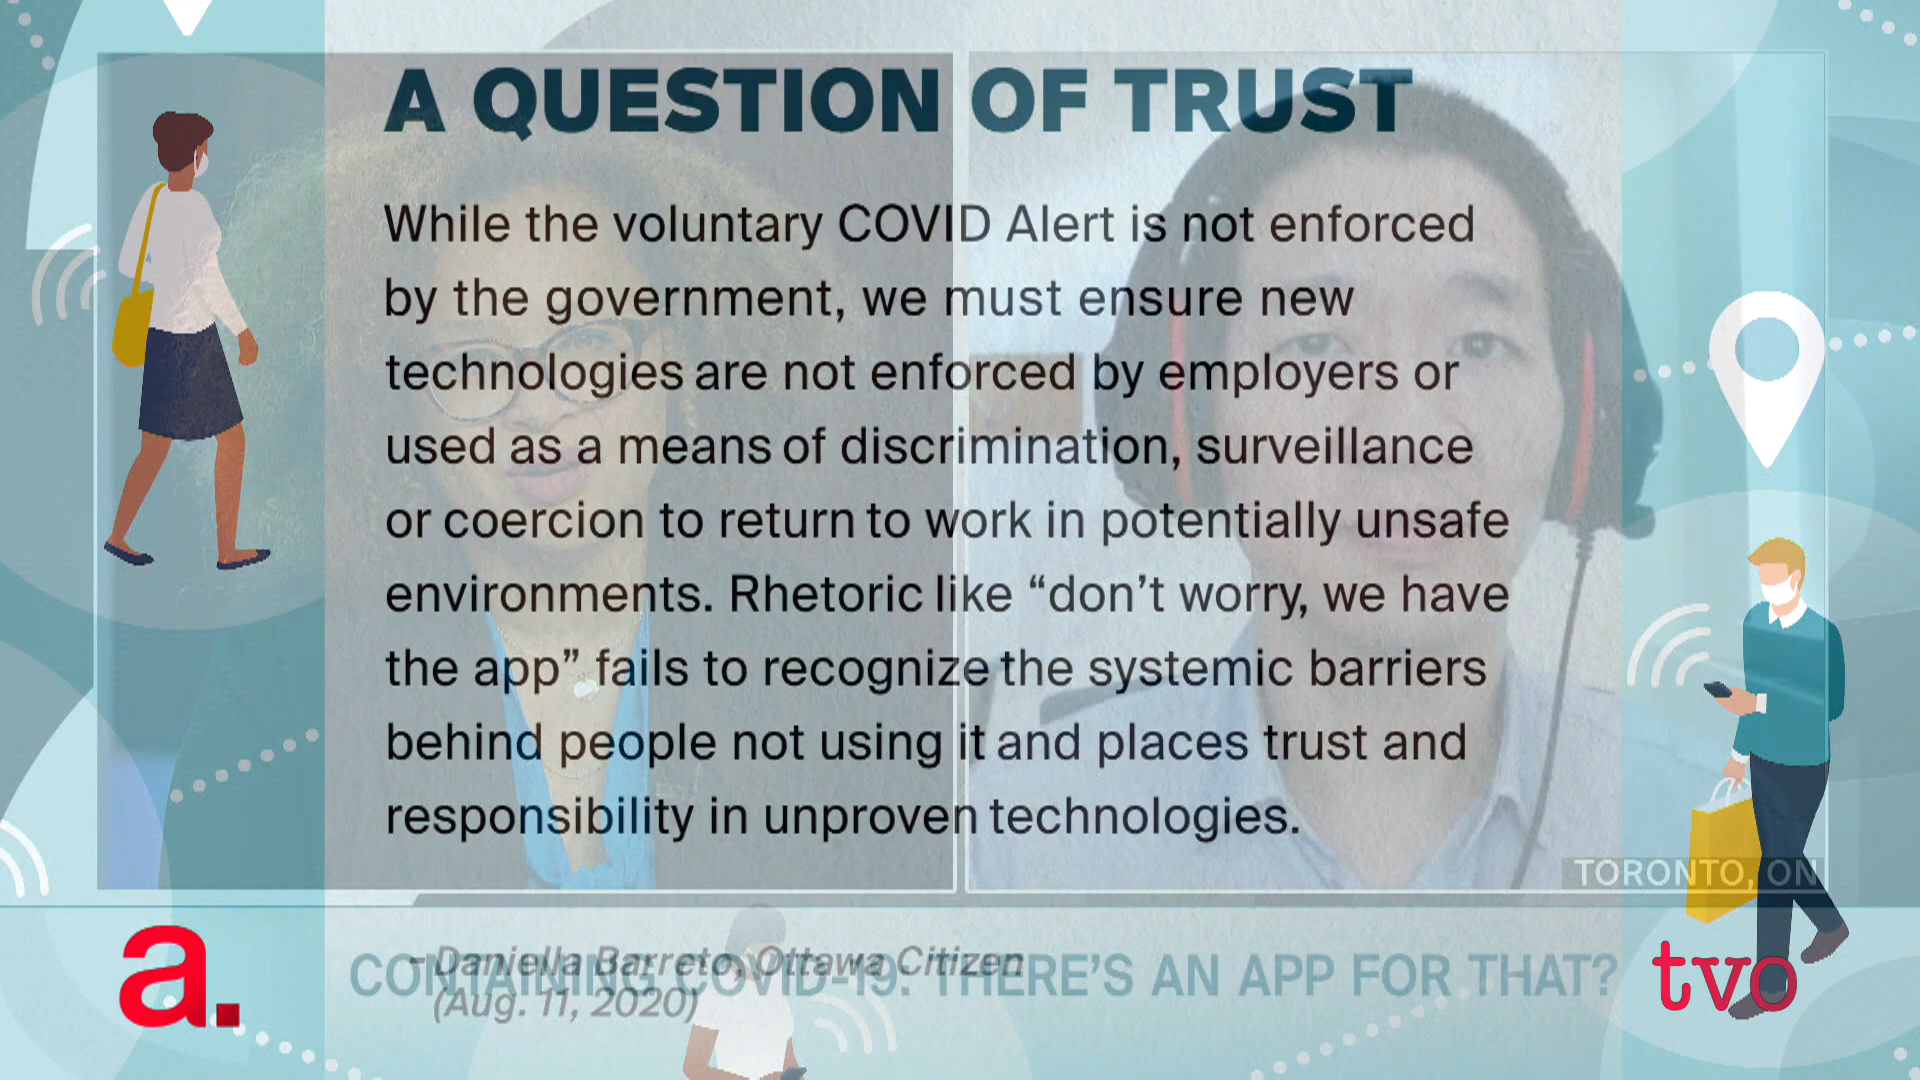 A QUESTION OF TRUST
While the voluntary COVID Alert is not enforced
by the government, we must ensure new
technologies are not enforced by employers or
used as a means of discrimination, surveillance
or coercion to return to work in potentially unsafe
environments. Rhetoric like “don’t worry, we have
the app” fails to recognize the systemic barriers
behind people not using it and places trust and
responsibility in unproven technologies.
TORONTO, ON
– Daniella Barreto, Ottawa Citizen
(Aug. 11, 2020)
CONTAINING COVID-19: THERE’S AN APP FOR THAT?
a.
tvo